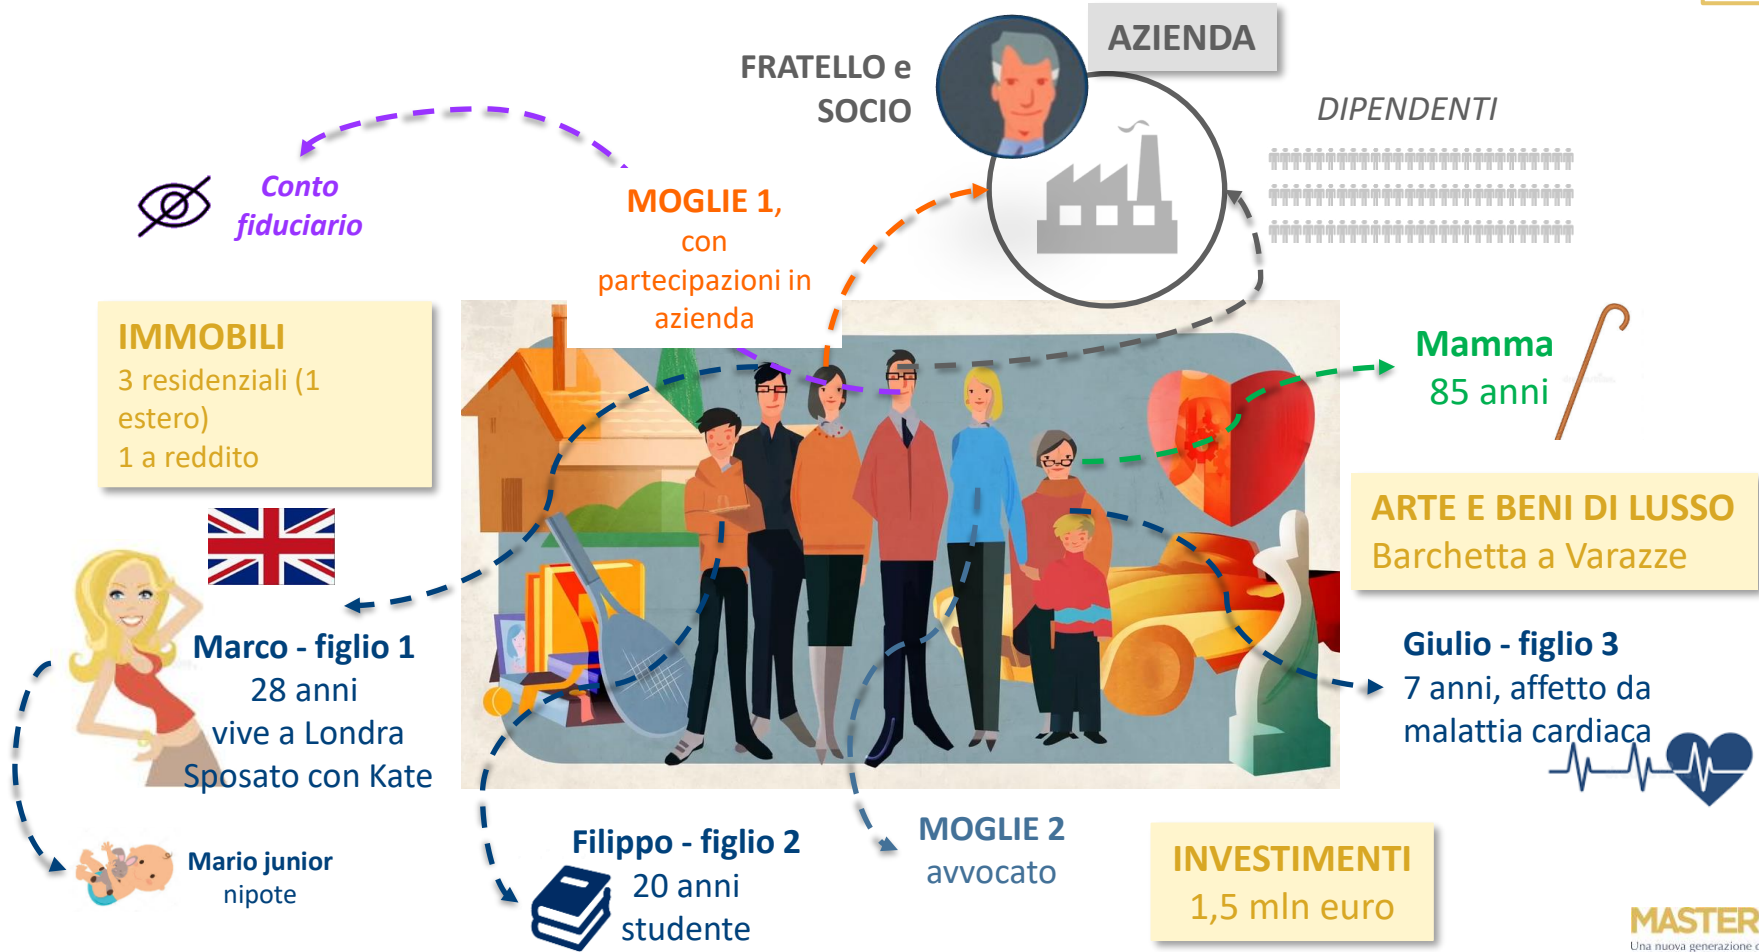 AZIENDA
FRATELLO e
SOCIO
DIPENDENTI
Conto
fiduciario
MOGLIE 1,
con
partecipazioni in
azienda
IMMOBILI
3 residenziali (1
estero)
1 a reddito
Mamma
85 anni
ARTE E BENI DI LUSSO
Barchetta a Varazze
Marco - figlio 1
28 anni
vive a Londra
Sposato con Kate
Giulio - figlio 3
7 anni, affetto da
malattia cardiaca
Mario junior
nipote
Filippo - figlio 2
20 anni
studente
MOGLIE 2
avvocato
INVESTIMENTI
1,5 mln euro
MASTER
Una nuova generazione